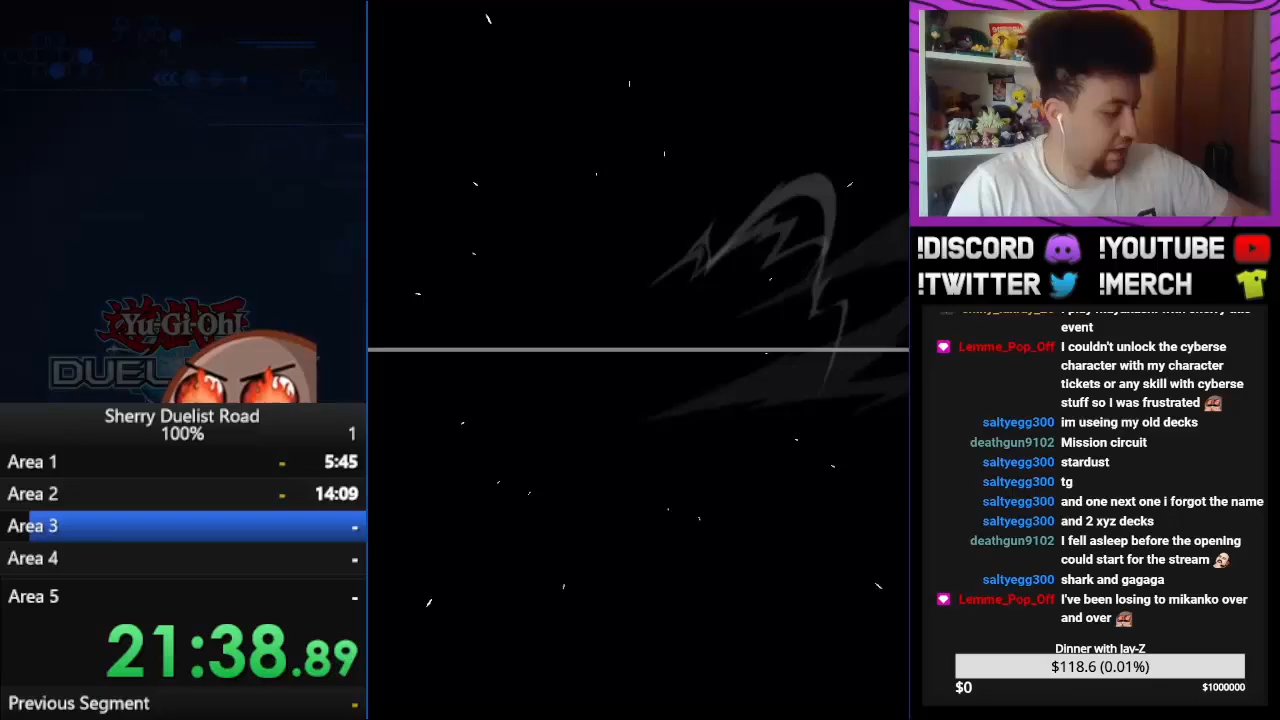 Yu-Gi-Oh!
DUEL
Sherry Duelist Road
100%
1
Area 1 - 5:45
Area 2 - 14:09
Area 3 -
Area 4 -
Area 5 -
21:38.89
Previous Segment -
!DISCORD !YOUTUBE
!TWITTER !MERCH
event
Lemme_Pop_Off I couldn't unlock the cyberse
character with my character
tickets or any skill with cyberse
stuff so I was frustrated
saltyegg300 im useing my old decks
deathgun9102 Mission circuit
saltyegg300 stardust
saltyegg300 tg
saltyegg300 and one next one i forgot the name
saltyegg300 and 2 xyz decks
deathgun9102 I fell asleep before the opening
could start for the stream
saltyegg300 shark and gagaga
Lemme_Pop_Off I've been losing to mikanko over
and over
Dinner with Jay-Z
$118.6 (0.01%)
$0 $1000000